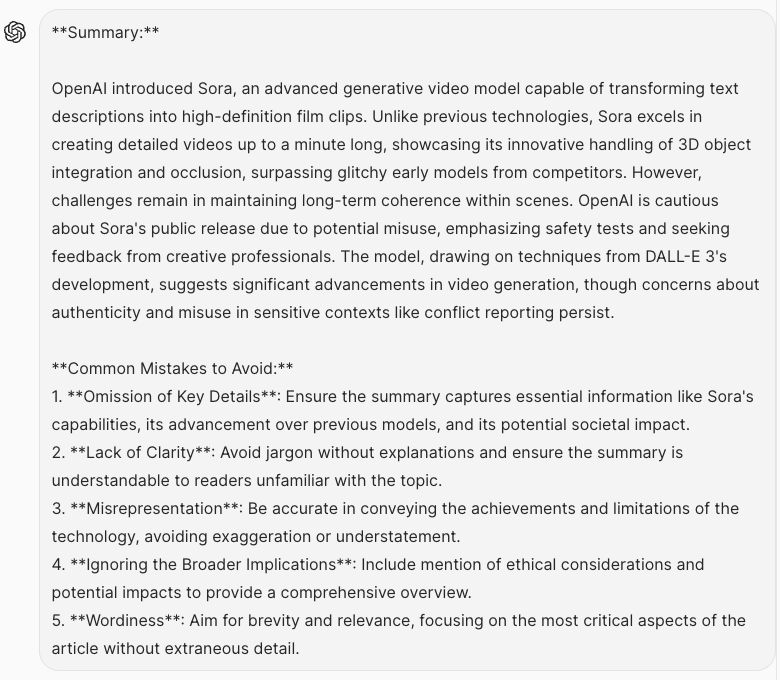 **Summary:**
OpenAI introduced Sora, an advanced generative video model capable of transforming text
descriptions into high-definition film clips. Unlike previous technologies, Sora excels in
creating detailed videos up to a minute long, showcasing its innovative handling of 3D object
integration and occlusion, surpassing glitchy early models from competitors. However,
challenges remain in maintaining long-term coherence within scenes. OpenAI is cautious
about Sora's public release due to potential misuse, emphasizing safety tests and seeking
feedback from creative professionals. The model, drawing on techniques from DALL-E 3's
development, suggests significant advancements in video generation, though concerns about
authenticity and misuse in sensitive contexts like conflict reporting persist.
**Common Mistakes to Avoid:**
1. **Omission of Key Details**: Ensure the summary captures essential information like Sora's
capabilities, its advancement over previous models, and its potential societal impact.
2. **Lack of Clarity**: Avoid jargon without explanations and ensure the summary is
understandable to readers unfamiliar with the topic.
3. **Misrepresentation**: Be accurate in conveying the achievements and limitations of the
technology, avoiding exaggeration or understatement.
4. **Ignoring the Broader Implications**: Include mention of ethical considerations and
potential impacts to provide a comprehensive overview.
5. **Wordiness**: Aim for brevity and relevance, focusing on the most critical aspects of the
article without extraneous detail.